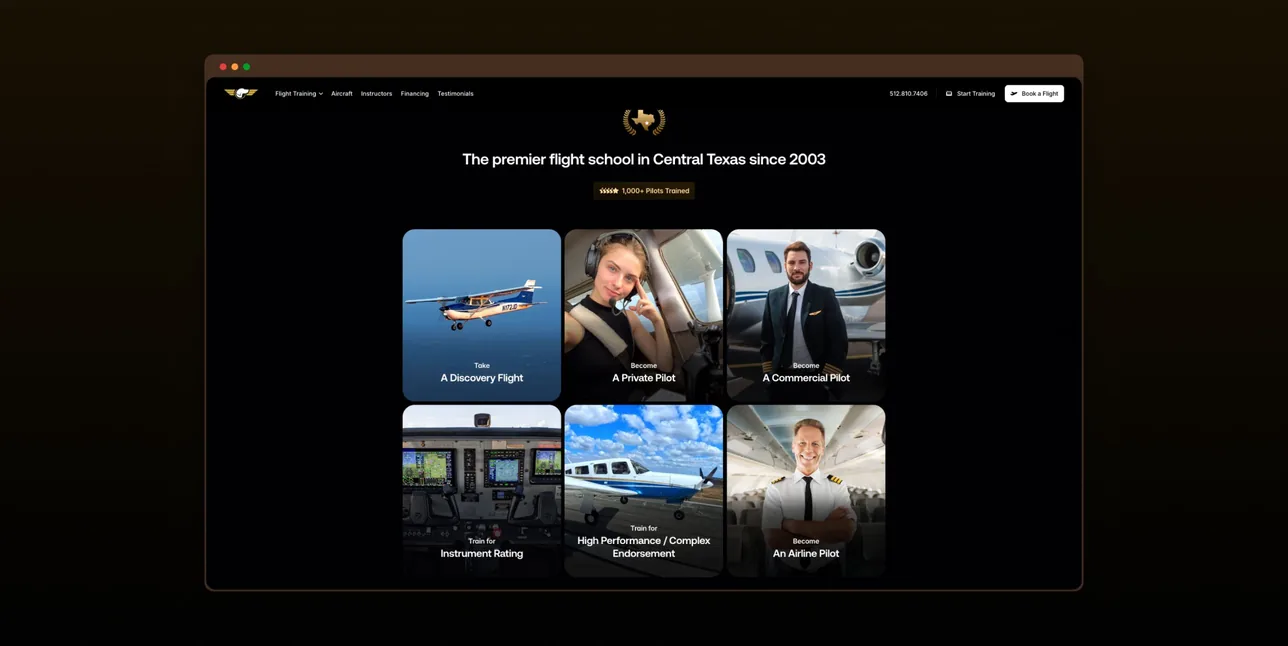 Flight Training
Aircraft
Instructors
Financing
Testimonials
512.810.7406
Start Training
Book a Flight
The premier flight school in Central Texas since 2003
1,000+ Pilots Trained
Take
A Discovery Flight
N172JD
Become
A Private Pilot
Become
A Commercial Pilot
Train for
Instrument Rating
Train for
High Performance / Complex
Endorsement
Become
An Airline Pilot